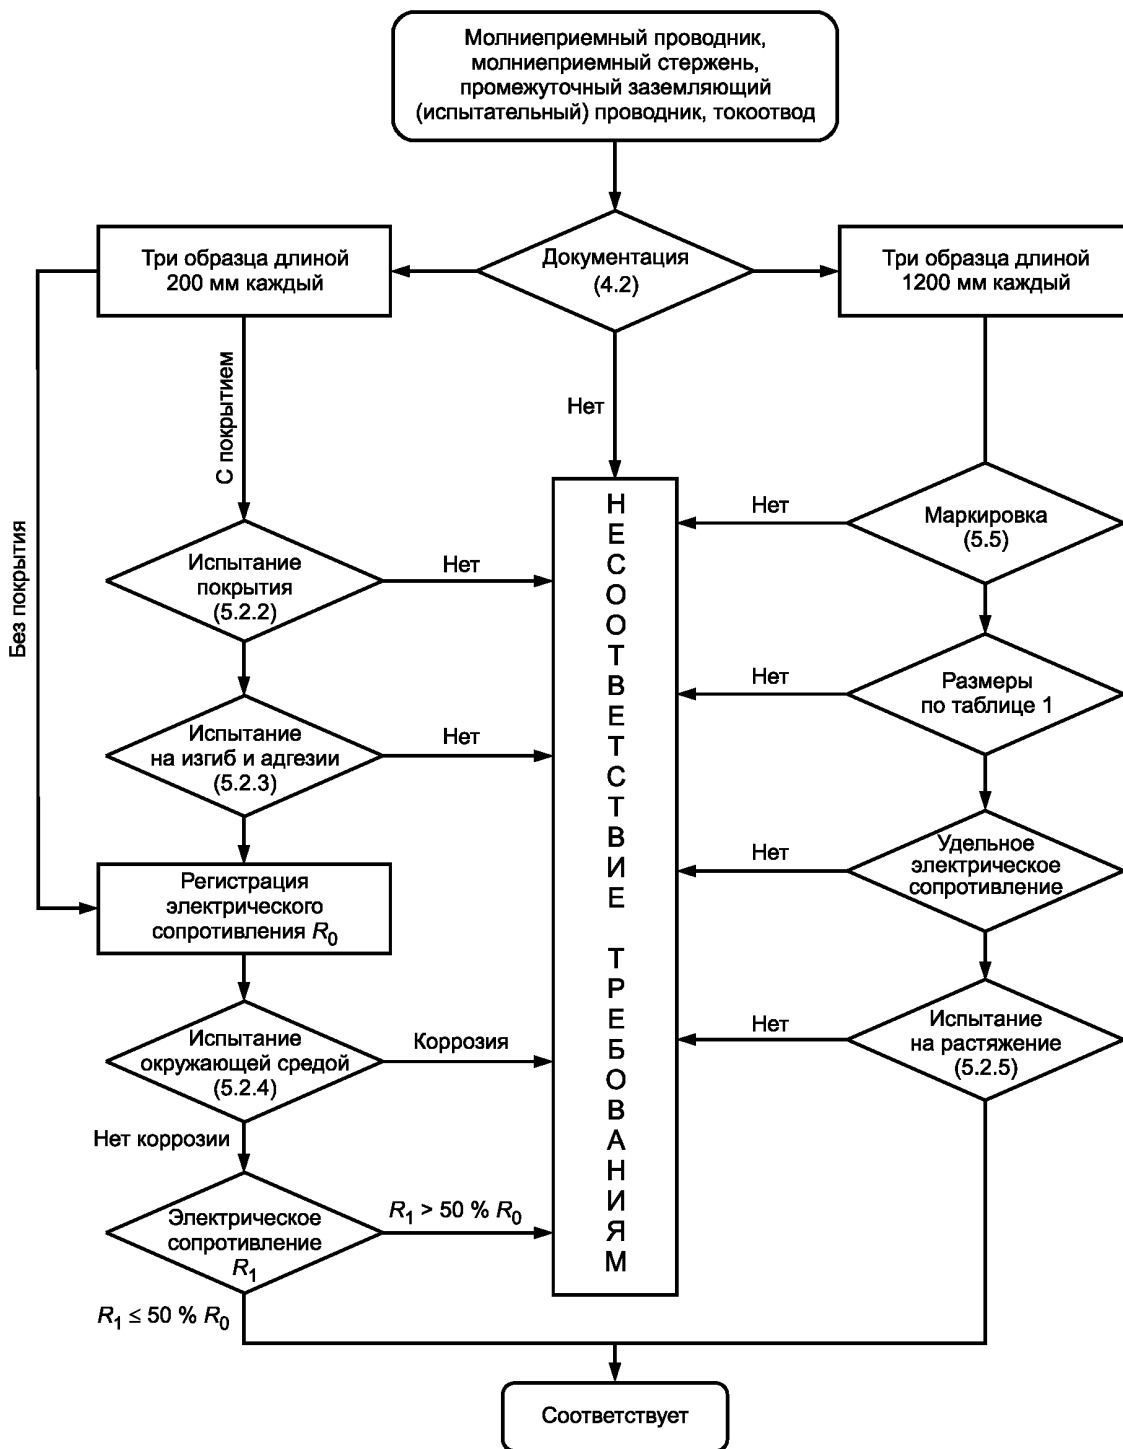 Молниеприемный проводник,
молниеприемный стержень,
промежуточный заземляющий
(испытательный) проводник, токоотвод
Три образца длиной
200 мм каждый
Документация
(4.2)
Три образца длиной
1200 мм каждый
Без покрытия
С покрытием
Нет
НЕСООТВЕТСТВИЕ ТРЕБОВАНИЯМ
Испытание
покрытия
(5.2.2)
Нет
Испытание
на изгиб и адгезии
(5.2.3)
Нет
Регистрация
электрического
сопротивления R0
Испытание
окружающей средой
(5.2.4)
Коррозия
Нет коррозии
Электрическое
сопротивление
R1
R1 > 50 % R0
R1 ≤ 50 % R0
Нет
Маркировка
(5.5)
Нет
Размеры
по таблице 1
Нет
Удельное
электрическое
сопротивление
Нет
Испытание
на растяжение
(5.2.5)
Соответствует